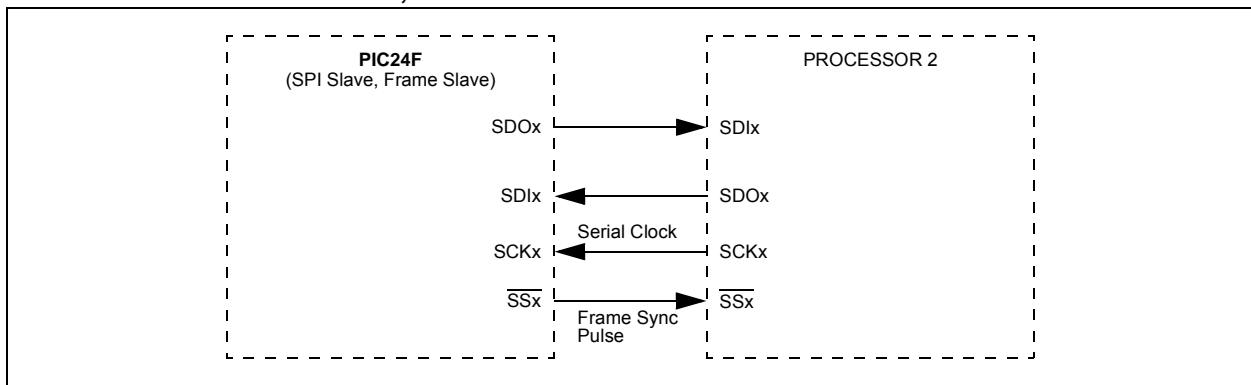 PIC24F
(SPI Slave, Frame Slave)
PROCESSOR 2
SDOx
SDIx
SDIx
SDOx
Serial Clock
SCKx
SCKx
SSx
SSx
Frame Sync
Pulse